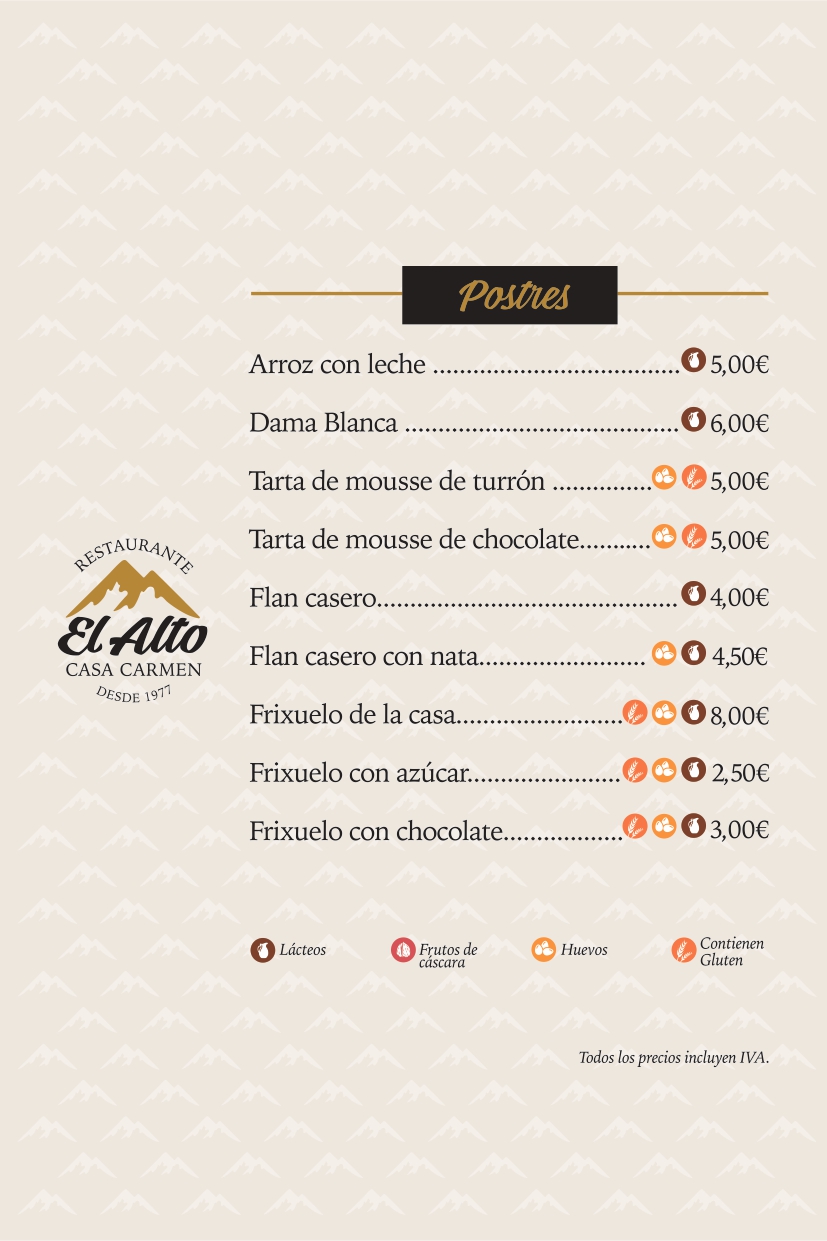 Postres
Arroz con leche ..................................... 5,00€
Dama Blanca ......................................... 6,00€
Tarta de mousse de turrón ............... 5,00€
Tarta de mousse de chocolate........... 5,00€
Flan casero............................................. 4,00€
Flan casero con nata......................... 4,50€
Frixuelo de la casa......................... 8,00€
Frixuelo con azúcar....................... 2,50€
Frixuelo con chocolate.................. 3,00€
RESTAURANTE
El Alto
CASA CARMEN
DESDE 1977
Lácteos
Frutos de
cáscara
Huevos
Contienen
Gluten
Todos los precios incluyen IVA.